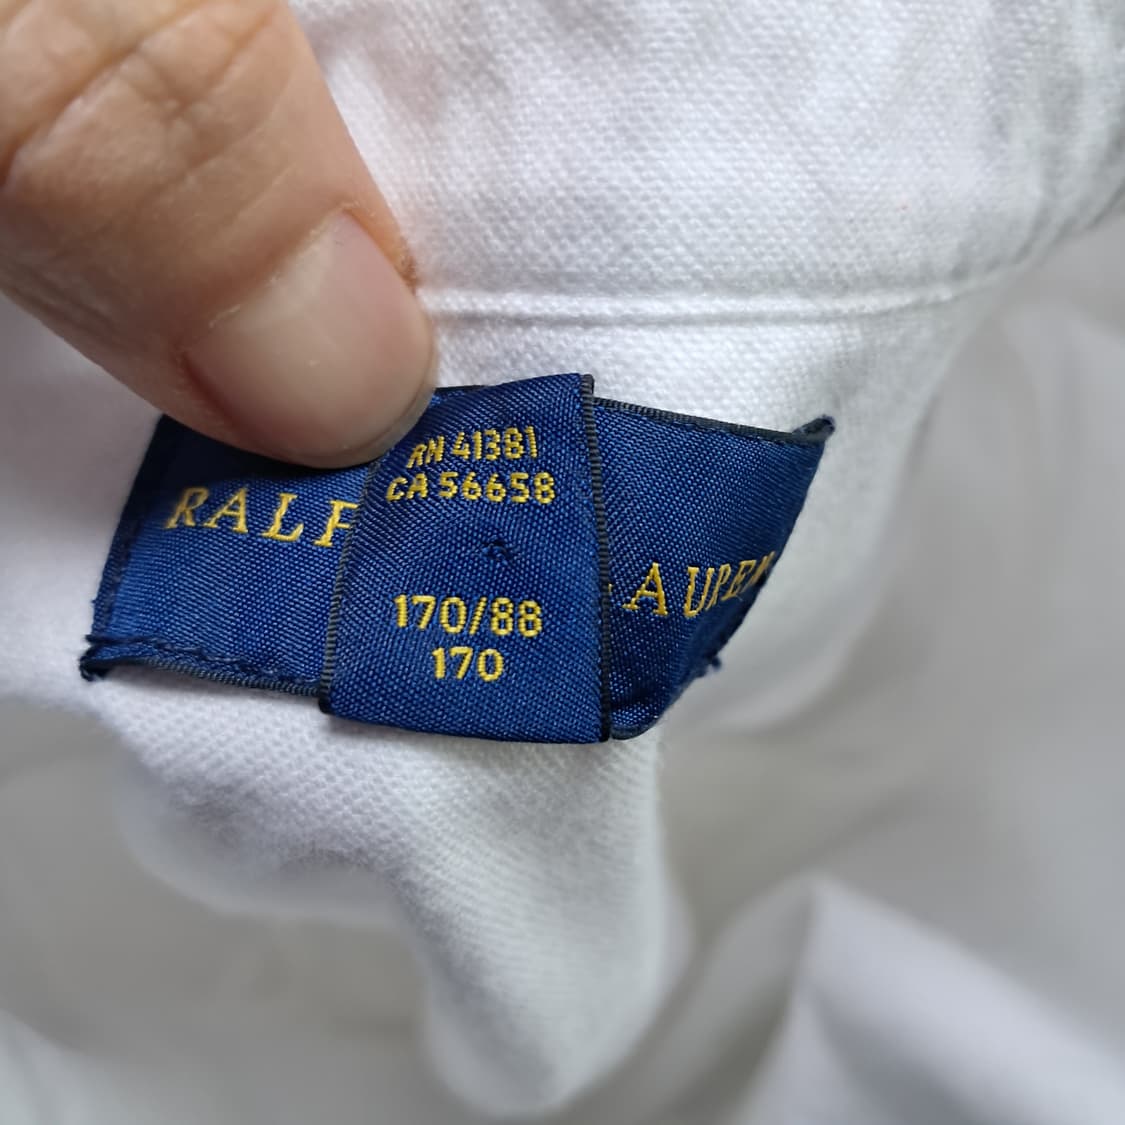 RN 41381
CA 56658
RALF AUREN
170/88
170